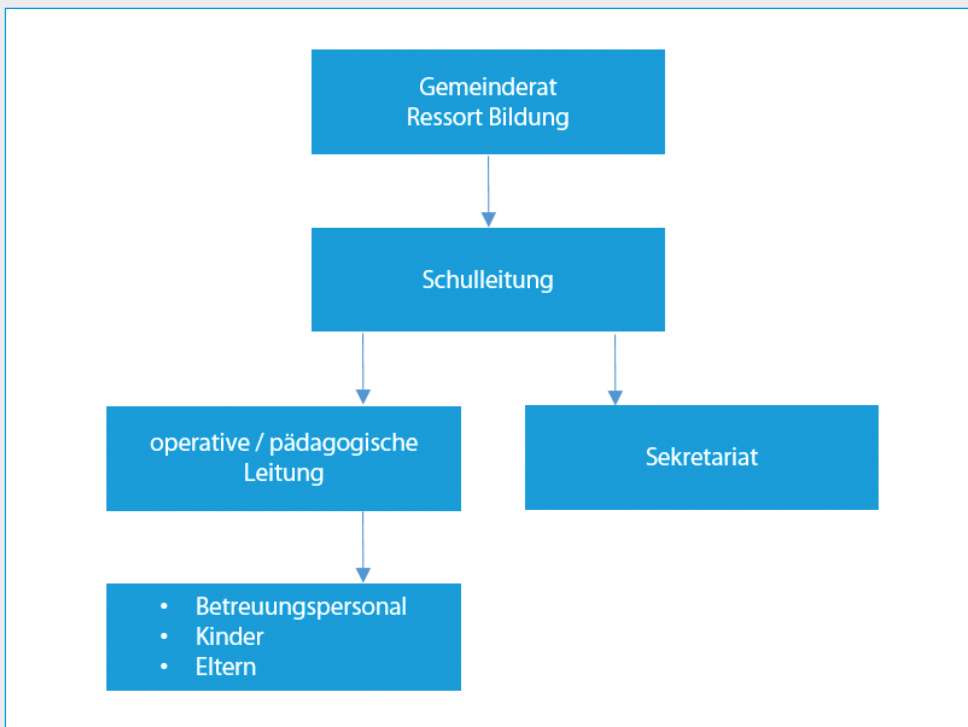 Gemeinderat
Ressort Bildung
Schulleitung
operative / pädagogische
Leitung
Sekretariat
• Betreuungspersonal
• Kinder
• Eltern